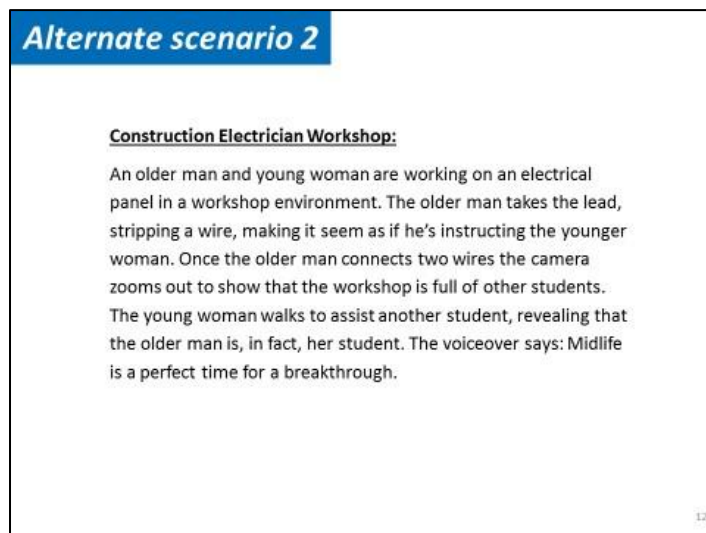 Alternate scenario 2
Construction Electrician Workshop:
An older man and young woman are working on an electrical
panel in a workshop environment. The older man takes the lead,
stripping a wire, making it seem as if he's instructing the younger
woman. Once the older man connects two wires the camera
zooms out to show that the workshop is full of other students.
The young woman walks to assist another student, revealing that
the older man is, in fact, her student. The voiceover says: Midlife
is a perfect time for a breakthrough.
12